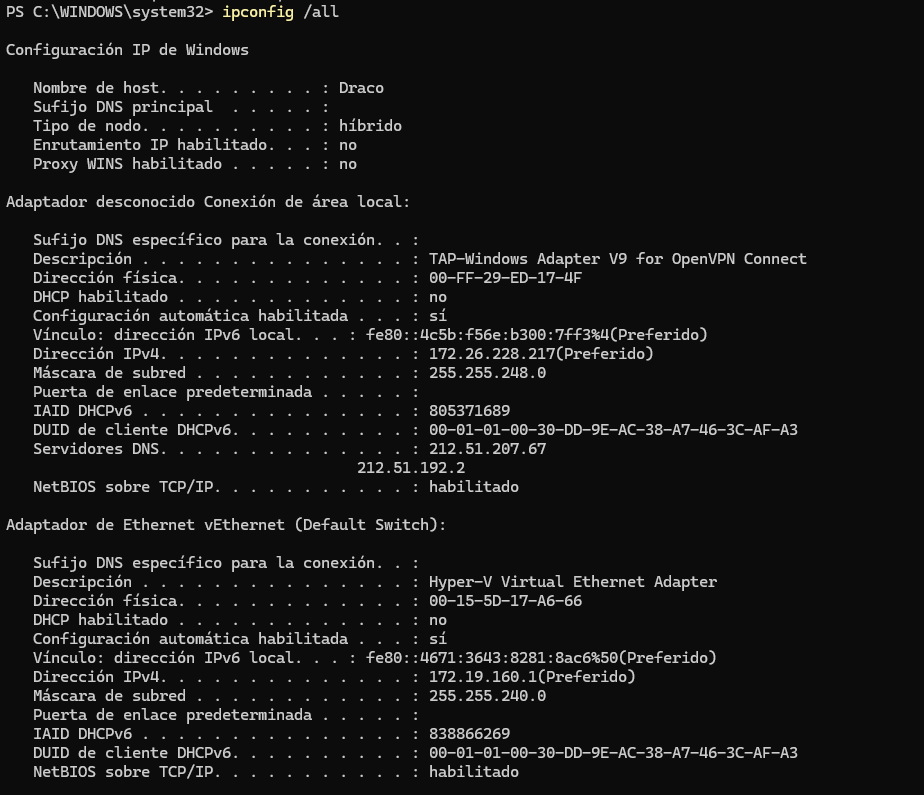 PS C:\WINDOWS\system32> ipconfig /all
Configuración IP de Windows
Nombre de host. . . . . . . . . : Draco
Sufijo DNS principal  . . . . . :
Tipo de nodo. . . . . . . . . . : híbrido
Enrutamiento IP habilitado. . . : no
Proxy WINS habilitado . . . . . : no
Adaptador desconocido Conexión de área local:
Sufijo DNS específico para la conexión. . :
Descripción . . . . . . . . . . . . . . . : TAP-Windows Adapter V9 for OpenVPN Connect
Dirección física. . . . . . . . . . . . . : 00-FF-29-ED-17-4F
DHCP habilitado . . . . . . . . . . . . . : no
Configuración automática habilitada . . . : sí
Vínculo: dirección IPv6 local. . . : fe80::4c5b:f56e:b300:7ff3%4(Preferido)
Dirección IPv4. . . . . . . . . . . . . . : 172.26.228.217(Preferido)
Máscara de subred . . . . . . . . . . . . : 255.255.248.0
Puerta de enlace predeterminada . . . . . :
IAID DHCPv6 . . . . . . . . . . . . . . . : 805371689
DUID de cliente DHCPv6. . . . . . . . . . : 00-01-01-00-30-DD-9E-AC-38-A7-46-3C-AF-A3
Servidores DNS. . . . . . . . . . . . . . : 212.51.207.67
212.51.192.2
NetBIOS sobre TCP/IP. . . . . . . . . . . : habilitado
Adaptador de Ethernet vEthernet (Default Switch):
Sufijo DNS específico para la conexión. . :
Descripción . . . . . . . . . . . . . . . : Hyper-V Virtual Ethernet Adapter
Dirección física. . . . . . . . . . . . . : 00-15-5D-17-A6-66
DHCP habilitado . . . . . . . . . . . . . : no
Configuración automática habilitada . . . : sí
Vínculo: dirección IPv6 local. . . : fe80::4671:3643:8281:8ac6%50(Preferido)
Dirección IPv4. . . . . . . . . . . . . . : 172.19.160.1(Preferido)
Máscara de subred . . . . . . . . . . . . : 255.255.240.0
Puerta de enlace predeterminada . . . . . :
IAID DHCPv6 . . . . . . . . . . . . . . . : 838866269
DUID de cliente DHCPv6. . . . . . . . . . : 00-01-01-00-30-DD-9E-AC-38-A7-46-3C-AF-A3
NetBIOS sobre TCP/IP. . . . . . . . . . . : habilitado